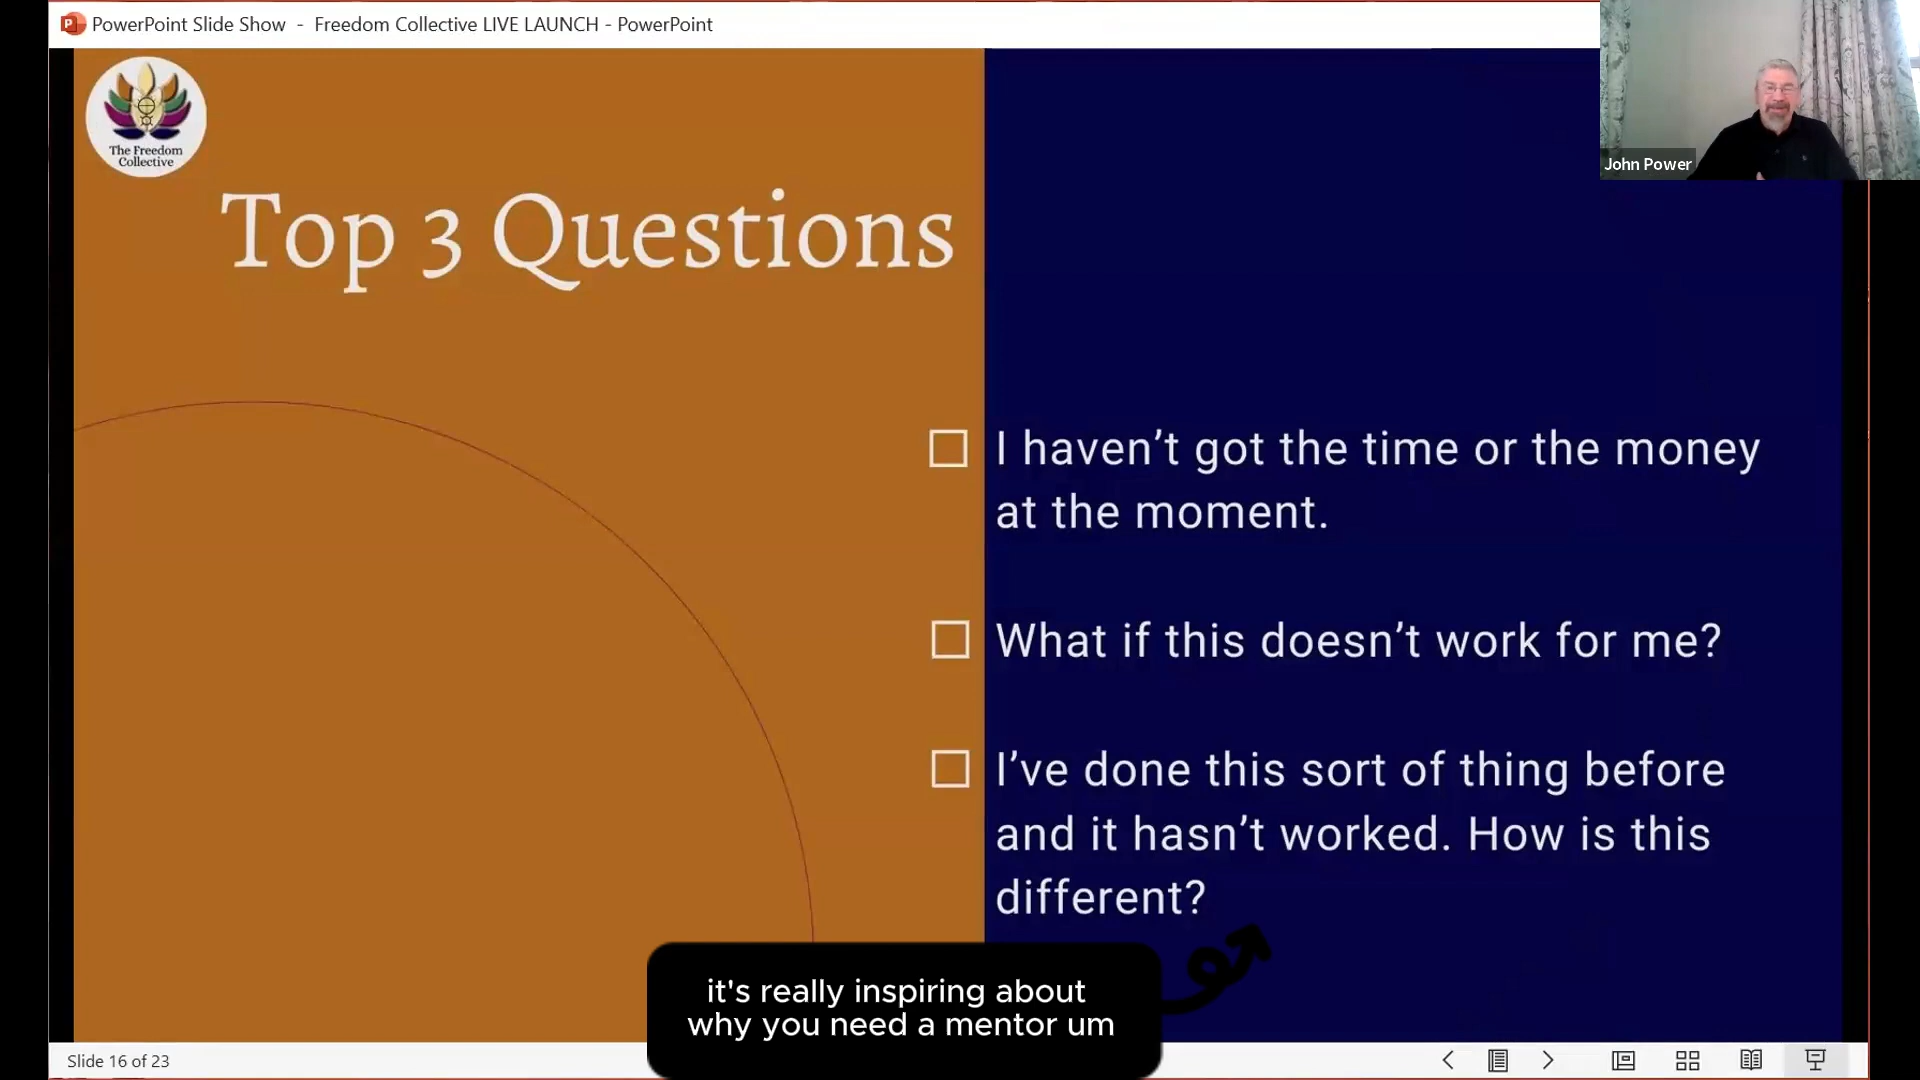 PowerPoint Slide Show - Freedom Collective LIVE LAUNCH - PowerPoint
The Freedom
Collective
Top 3 Questions
John Power
I haven't got the time or the money
at the moment.
What if this doesn't work for me?
I've done this sort of thing before
and it hasn't worked. How is this
different?
it's really inspiring about
why you need a mentor um
Slide 16 of 23